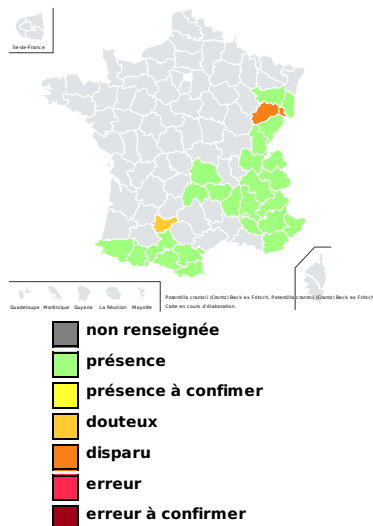 Île-de-France
Guadeloupe Martinique Guyane La Réunion Mayotte
Potentilla crantzii (Crantz) Beck ex Fritsch, Potentilla crantzii (Crantz) Beck ex Fritsch
Carte en cours d'élaboration.
non renseignée
présence
présence à confimer
douteux
disparu
erreur
erreur à confirmer